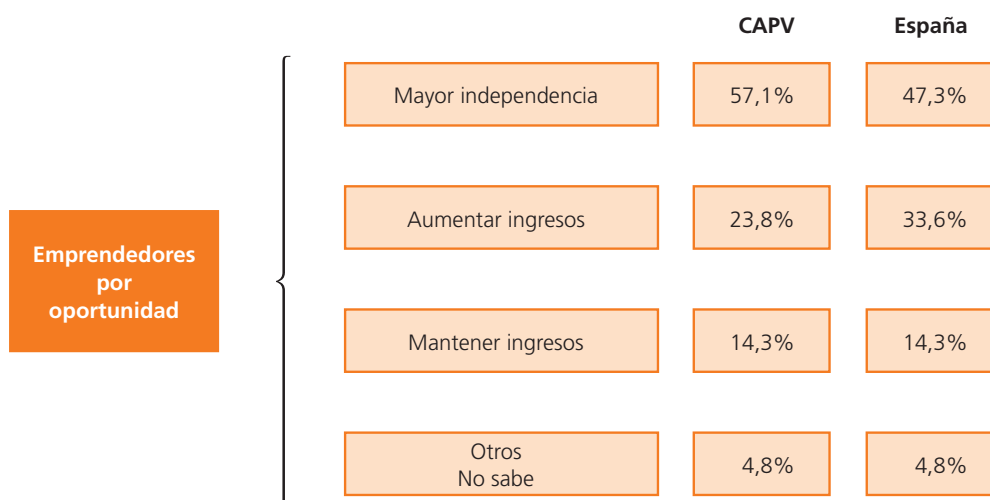 CAPV España
Mayor independencia 57,1% 47,3%
Aumentar ingresos 23,8% 33,6%
Emprendedores
por
oportunidad
Mantener ingresos 14,3% 14,3%
Otros
No sabe
4,8% 4,8%